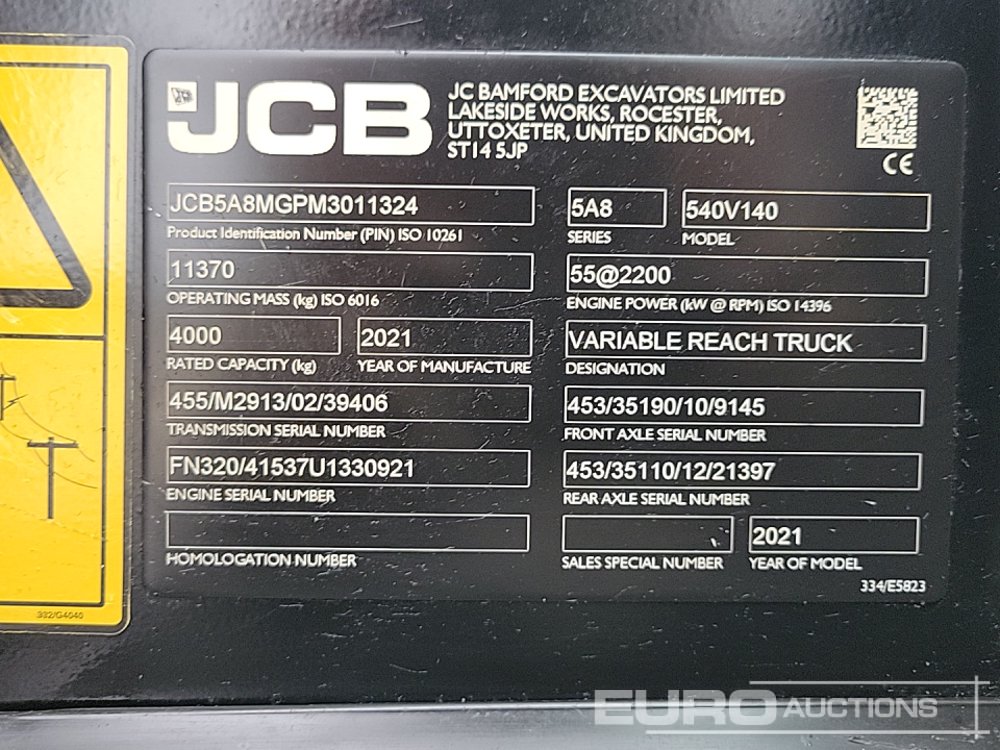 JCB
JC BAMFORD EXCAVATORS LIMITED
LAKESIDE WORKS, ROCESTER,
UTTOXETER, UNITED KINGDOM,
ST14 5JP
CE
JCB5A8MGPM3011324
Product Identification Number (PIN) ISO 10261
5A8
SERIES
540V140
MODEL
11370
OPERATING MASS (kg) ISO 6016
55@2200
ENGINE POWER (kW @ RPM) ISO 14396
4000
RATED CAPACITY (kg)
2021
YEAR OF MANUFACTURE
VARIABLE REACH TRUCK
DESIGNATION
455/M2913/02/39406
TRANSMISSION SERIAL NUMBER
453/35190/10/9145
FRONT AXLE SERIAL NUMBER
FN320/41537U1330921
ENGINE SERIAL NUMBER
453/35110/12/21397
REAR AXLE SERIAL NUMBER
HOMOLOGATION NUMBER
SALES SPECIAL NUMBER
2021
YEAR OF MODEL
334/E5823
332/G4040
EURO AUCTIONS